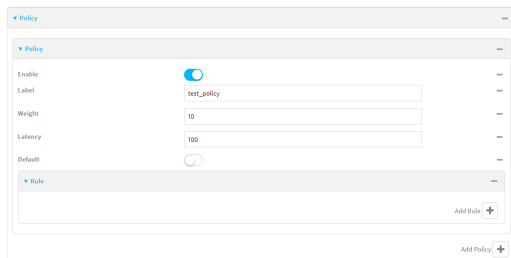 Policy
Policy
Enable
Label test_policy
Weight 10
Latency 100
Default
Rule
Add Rule
Add Policy